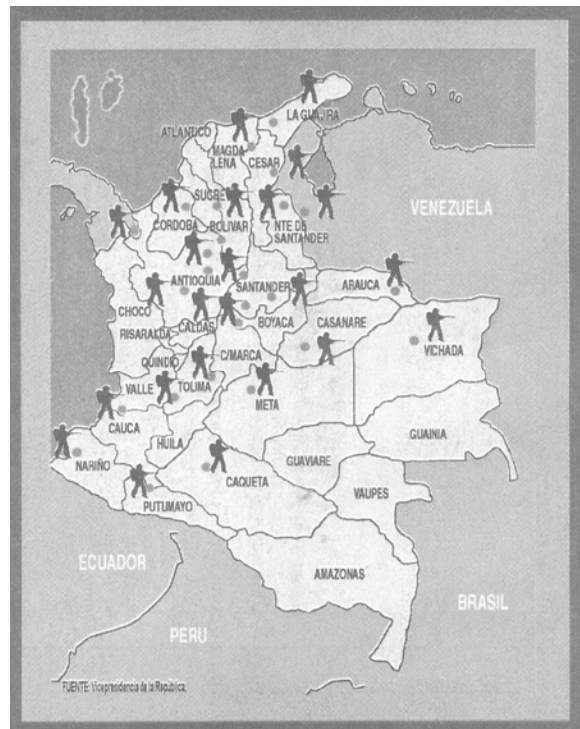 LA GUAJIRA
ATLANTICO
MAGDA
LENA
CESAR
SUCRE
VENEZUELA
CORDOBA
BOLIVAR
NTE DE
SANTANDER
ANTIOQUIA
SANTANDER
ARAUCA
CHOCO
CALDAS
BOYACA
CASANARE
RISARALDA
VICHADA
QUINDIO
C/MARCA
VALLE
TOLIMA
META
CAUCA
GUAINIA
HUILA
NARIÑO
GUAVIARE
CAQUETA
VAUPES
PUTUMAYO
ECUADOR
AMAZONAS
BRASIL
PERU
FUENTE: Vicepresidencia de la República.